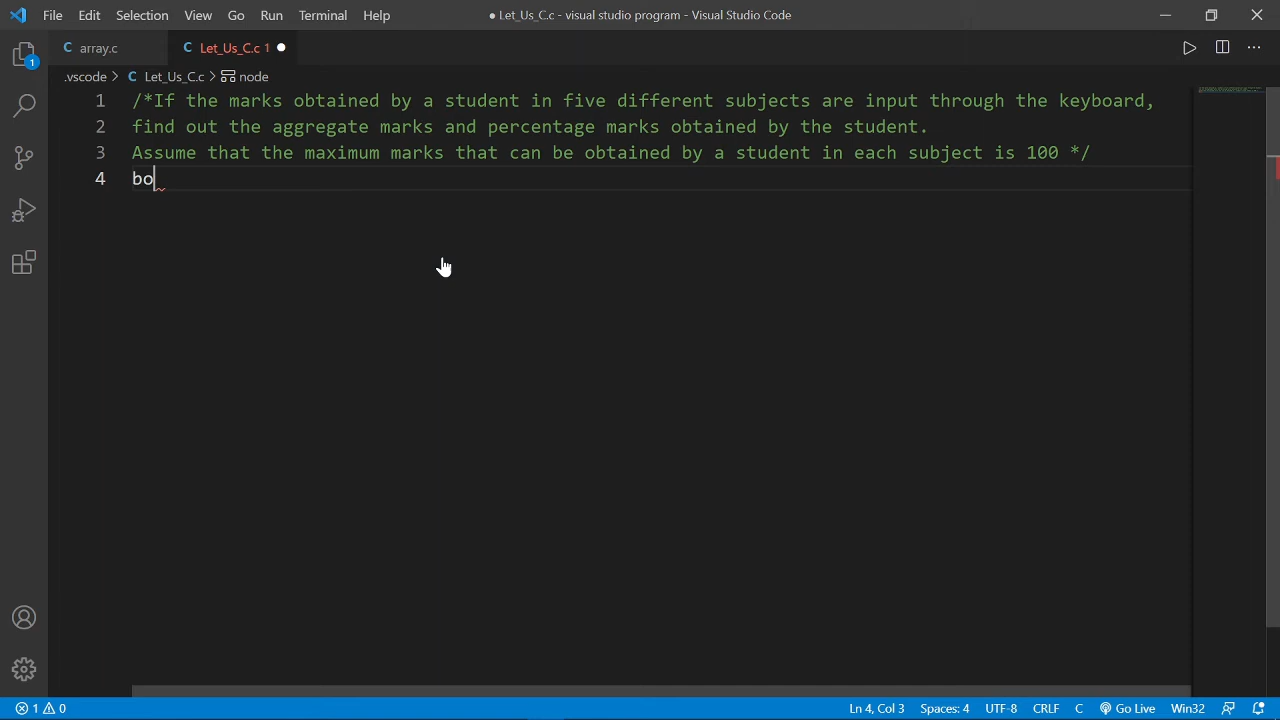 File Edit Selection View Go Run Terminal Help ● Let_Us_C.c - visual studio program - Visual Studio Code
C array.c C Let_Us_C.c 1 ●
.vscode > C Let_Us_C.c > node
1 /*If the marks obtained by a student in five different subjects are input through the keyboard,
2 find out the aggregate marks and percentage marks obtained by the student.
3 Assume that the maximum marks that can be obtained by a student in each subject is 100 */
4 bo
1
1 0 Ln 4, Col 3 Spaces: 4 UTF-8 CRLF C Go Live Win32